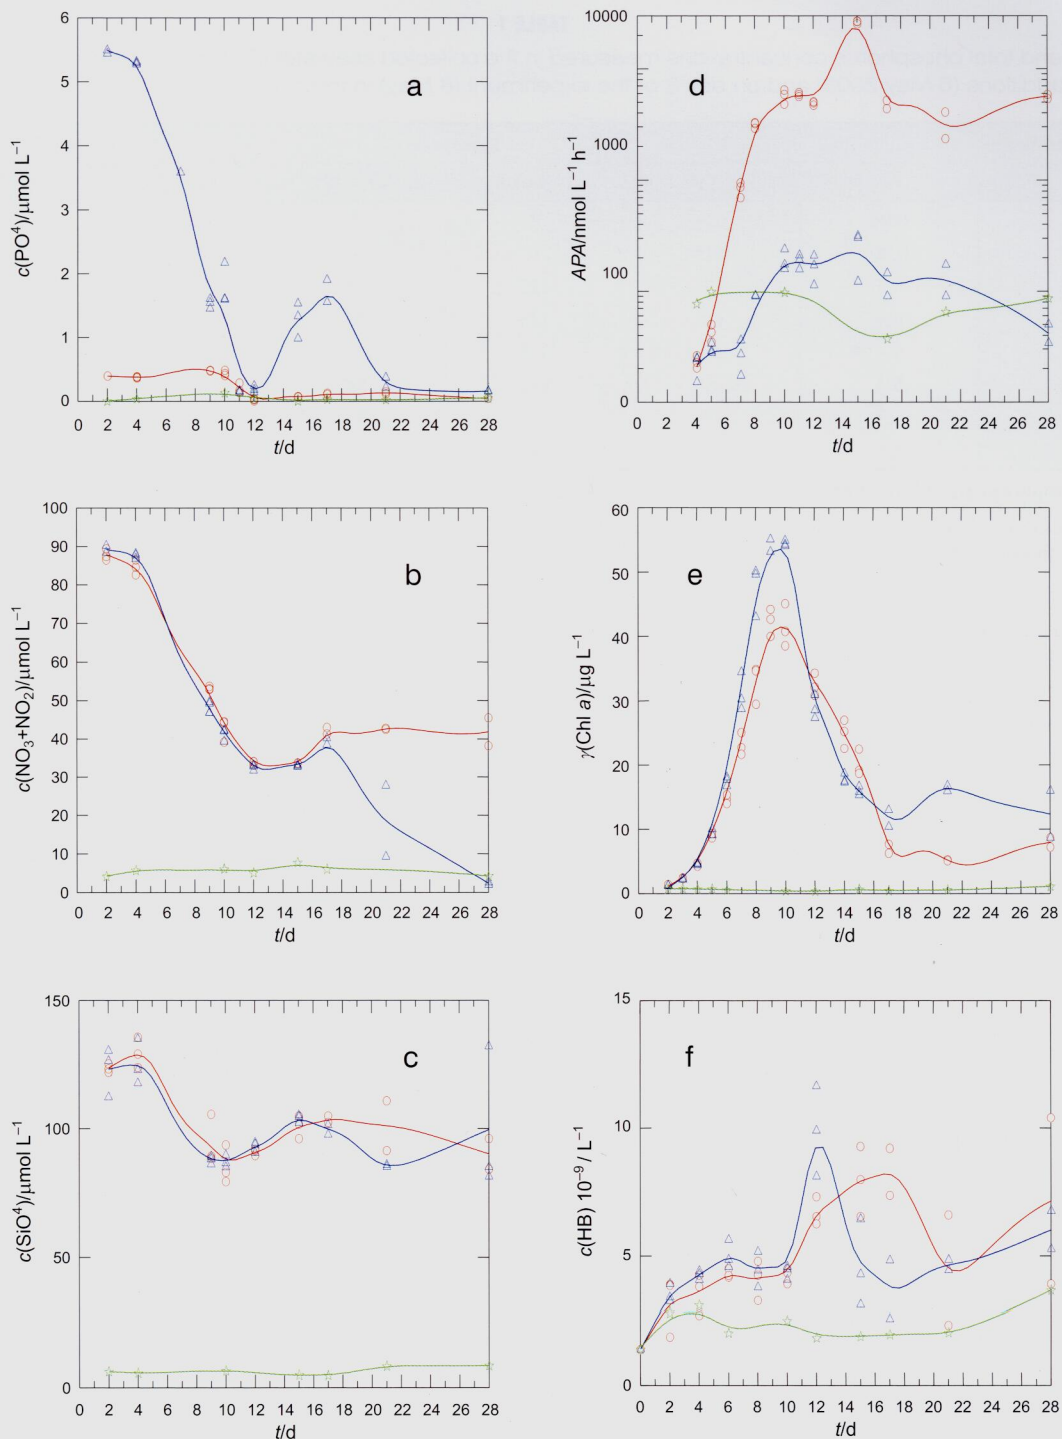 a
6
5
4
3
2
1
0
c(PO⁴)/μmol L⁻¹
0 2 4 6 8 10 12 14 16 18 20 22 24 26 28
t/d
d
10000
1000
100
0
APA/nmol L⁻¹ h⁻¹
0 2 4 6 8 10 12 14 16 18 20 22 24 26 28
t/d
b
100
90
80
70
60
50
40
30
20
10
0
c(NO₃+NO₂)/μmol L⁻¹
0 2 4 6 8 10 12 14 16 18 20 22 24 26 28
t/d
e
60
50
40
30
20
10
0
γ(Chl a)/μg L⁻¹
0 2 4 6 8 10 12 14 16 18 20 22 24 26 28
t/d
c
150
100
50
0
c(SiO⁴)/μmol L⁻¹
0 2 4 6 8 10 12 14 16 18 20 22 24 26 28
t/d
f
15
10
5
0
c(HB) 10⁻⁹ / L⁻¹
0 2 4 6 8 10 12 14 16 18 20 22 24 26 28
t/d